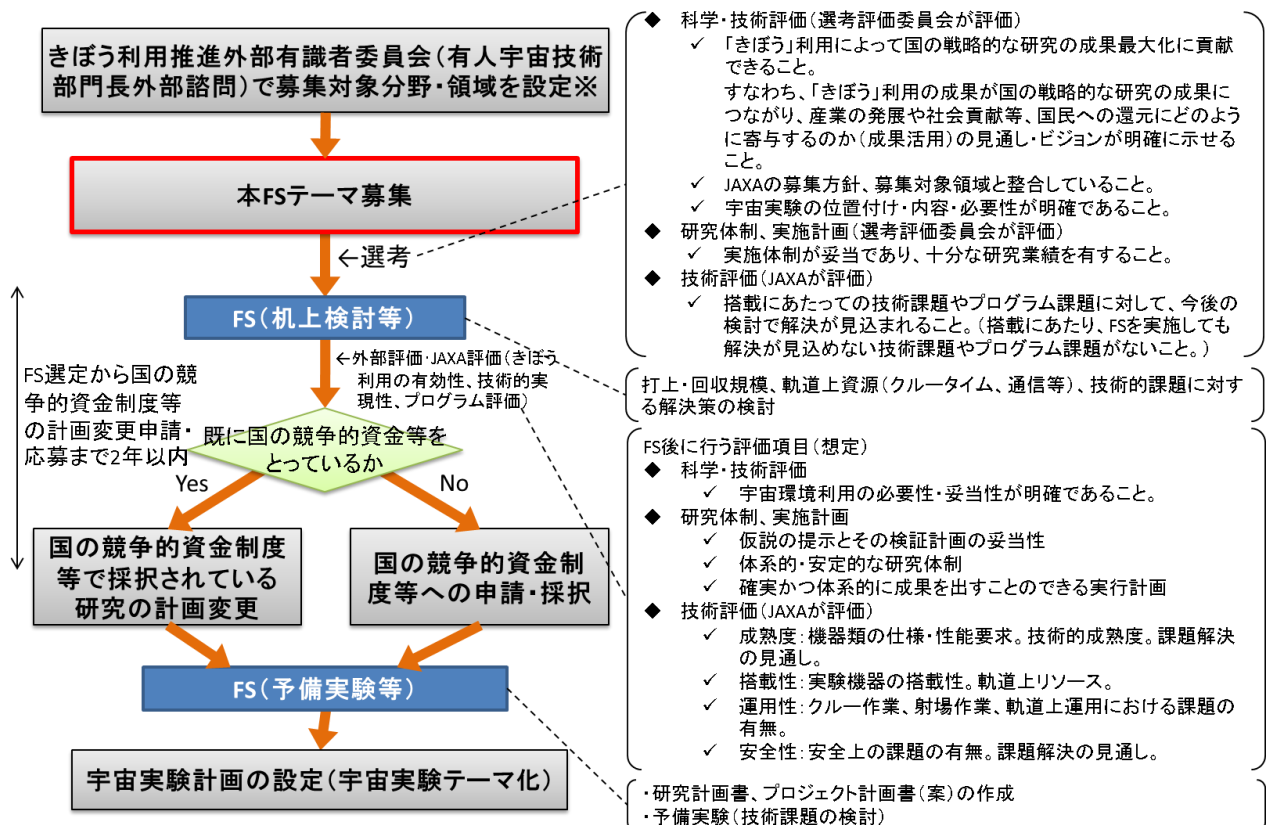 きぼう利用推進外部有識者委員会(有人宇宙技術
部門長外部諮問)で募集対象分野・領域を設定※
本FSテーマ募集
←選考
FS(机上検討等)
←外部評価・JAXA評価(きぼう
利用の有効性、技術的実
現性、プログラム評価)
FS選定から国の競
争的資金制度等
の計画変更申請・
応募まで2年以内
既に国の競争的資金等を
とっているか
Yes
No
国の競争的資金制度
等で採択されている
研究の計画変更
国の競争的資金制
度等への申請・採択
FS(予備実験等)
宇宙実験計画の設定(宇宙実験テーマ化)
◆ 科学・技術評価(選考評価委員会が評価)
✓ 「きぼう」利用によって国の戦略的な研究の成果最大化に貢献
できること。
すなわち、「きぼう」利用の成果が国の戦略的な研究の成果に
つながり、産業の発展や社会貢献等、国民への還元にどのよう
に寄与するのか(成果活用)の見通し・ビジョンが明確に示せる
こと。
✓ JAXAの募集方針、募集対象領域と整合していること。
✓ 宇宙実験の位置付け・内容・必要性が明確であること。
◆ 研究体制、実施計画(選考評価委員会が評価)
✓ 実施体制が妥当であり、十分な研究業績を有すること。
◆ 技術評価(JAXAが評価)
✓ 搭載にあたっての技術課題やプログラム課題に対して、今後の
検討で解決が見込まれること。(搭載にあたり、FSを実施しても
解決が見込めない技術課題やプログラム課題がないこと。)
打上・回収規模、軌道上資源(クルータイム、通信等)、技術的課題に対す
る解決策の検討
FS後に行う評価項目(想定)
◆ 科学・技術評価
✓ 宇宙環境利用の必要性・妥当性が明確であること。
◆ 研究体制、実施計画
✓ 仮説の提示とその検証計画の妥当性
✓ 体系的・安定的な研究体制
✓ 確実かつ体系的に成果を出すことのできる実行計画
◆ 技術評価(JAXAが評価)
✓ 成熟度:機器類の仕様・性能要求。技術的成熟度。課題解決
の見通し。
✓ 搭載性:実験機器の搭載性。軌道上リソース。
✓ 運用性:クルー作業、射場作業、軌道上運用における課題の
有無。
✓ 安全性:安全上の課題の有無。課題解決の見通し。
・研究計画書、プロジェクト計画書(案)の作成
・予備実験(技術課題の検討)